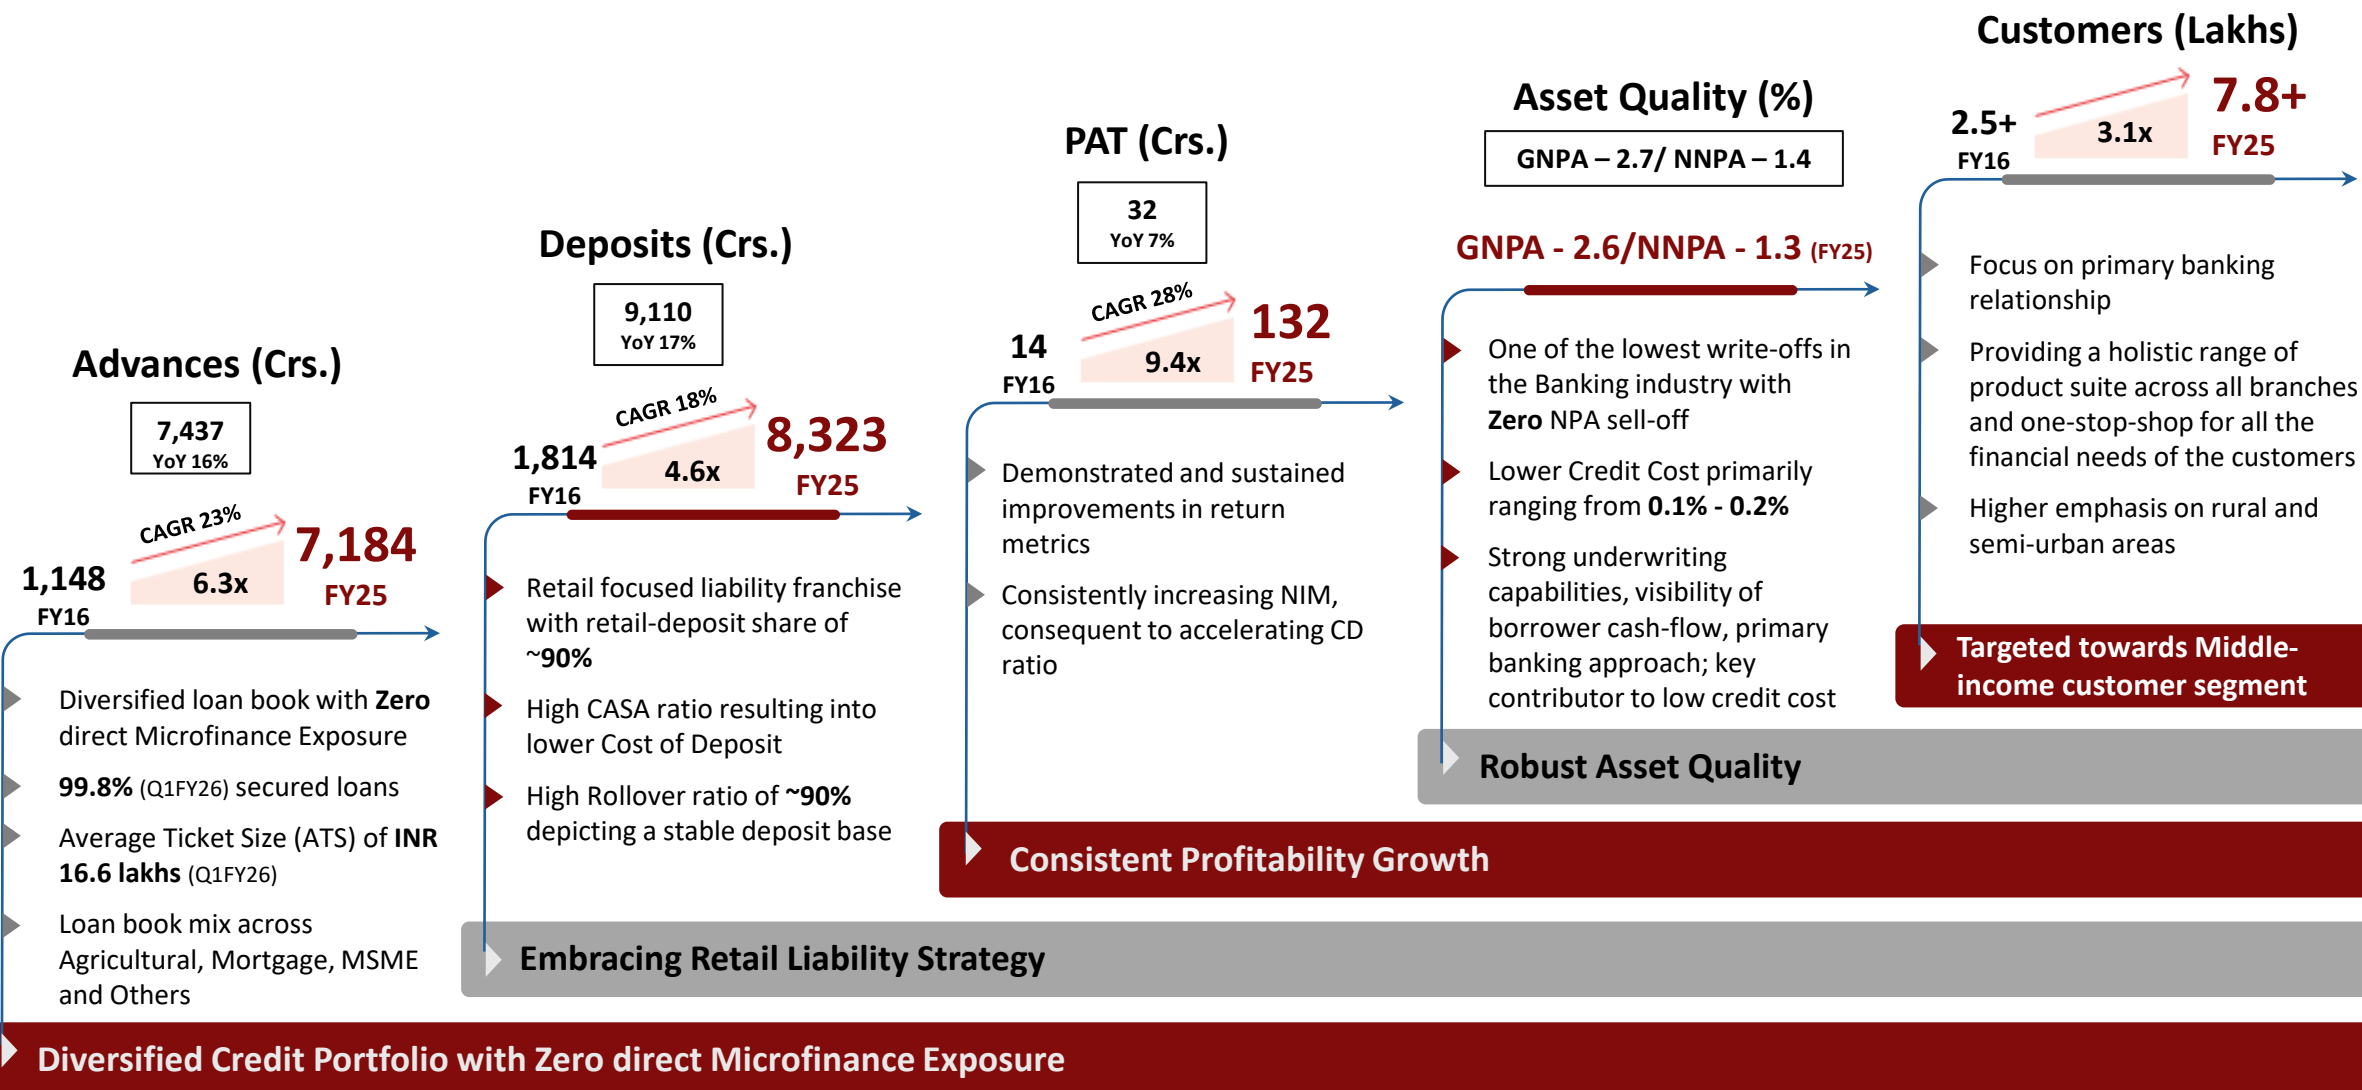 Advances (Crs.)
7,437
YoY 16%
CAGR 23%
1,148
FY16
6.3x
7,184
FY25
Diversified loan book with Zero
direct Microfinance Exposure
99.8% (Q1FY26) secured loans
Average Ticket Size (ATS) of INR
16.6 lakhs (Q1FY26)
Loan book mix across
Agricultural, Mortgage, MSME
and Others
Diversified Credit Portfolio with Zero direct Microfinance Exposure
Deposits (Crs.)
9,110
YoY 17%
CAGR 18%
1,814
FY16
4.6x
8,323
FY25
Retail focused liability franchise
with retail-deposit share of
~90%
High CASA ratio resulting into
lower Cost of Deposit
High Rollover ratio of ~90%
depicting a stable deposit base
Embracing Retail Liability Strategy
PAT (Crs.)
32
YoY 7%
CAGR 28%
14
FY16
9.4x
132
FY25
Demonstrated and sustained
improvements in return
metrics
Consistently increasing NIM,
consequent to accelerating CD
ratio
Consistent Profitability Growth
Asset Quality (%)
GNPA – 2.7/ NNPA – 1.4
GNPA - 2.6/NNPA - 1.3 (FY25)
One of the lowest write-offs in
the Banking industry with
Zero NPA sell-off
Lower Credit Cost primarily
ranging from 0.1% - 0.2%
Strong underwriting
capabilities, visibility of
borrower cash-flow, primary
banking approach; key
contributor to low credit cost
Robust Asset Quality
Customers (Lakhs)
2.5+
FY16
3.1x
7.8+
FY25
Focus on primary banking
relationship
Providing a holistic range of
product suite across all branches
and one-stop-shop for all the
financial needs of the customers
Higher emphasis on rural and
semi-urban areas
Targeted towards Middle-
income customer segment